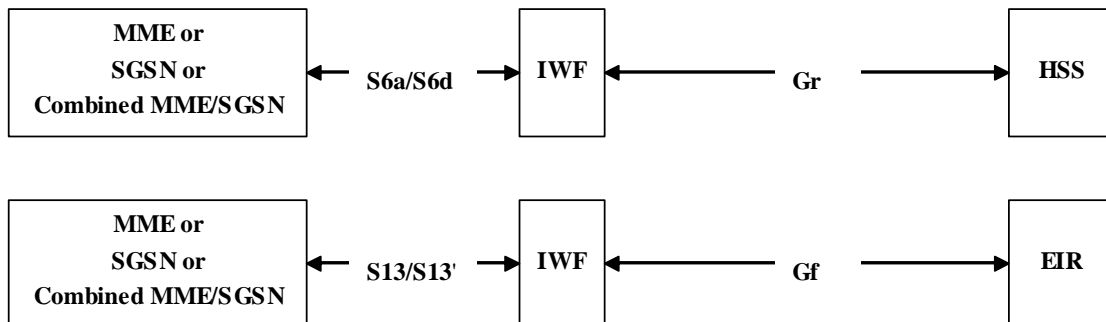 MME or
SGSN or
Combined MME/SGSN
S6a/S6d
IWF
Gr
HSS
MME or
SGSN or
Combined MME/SGSN
S13/S13'
IWF
Gf
EIR